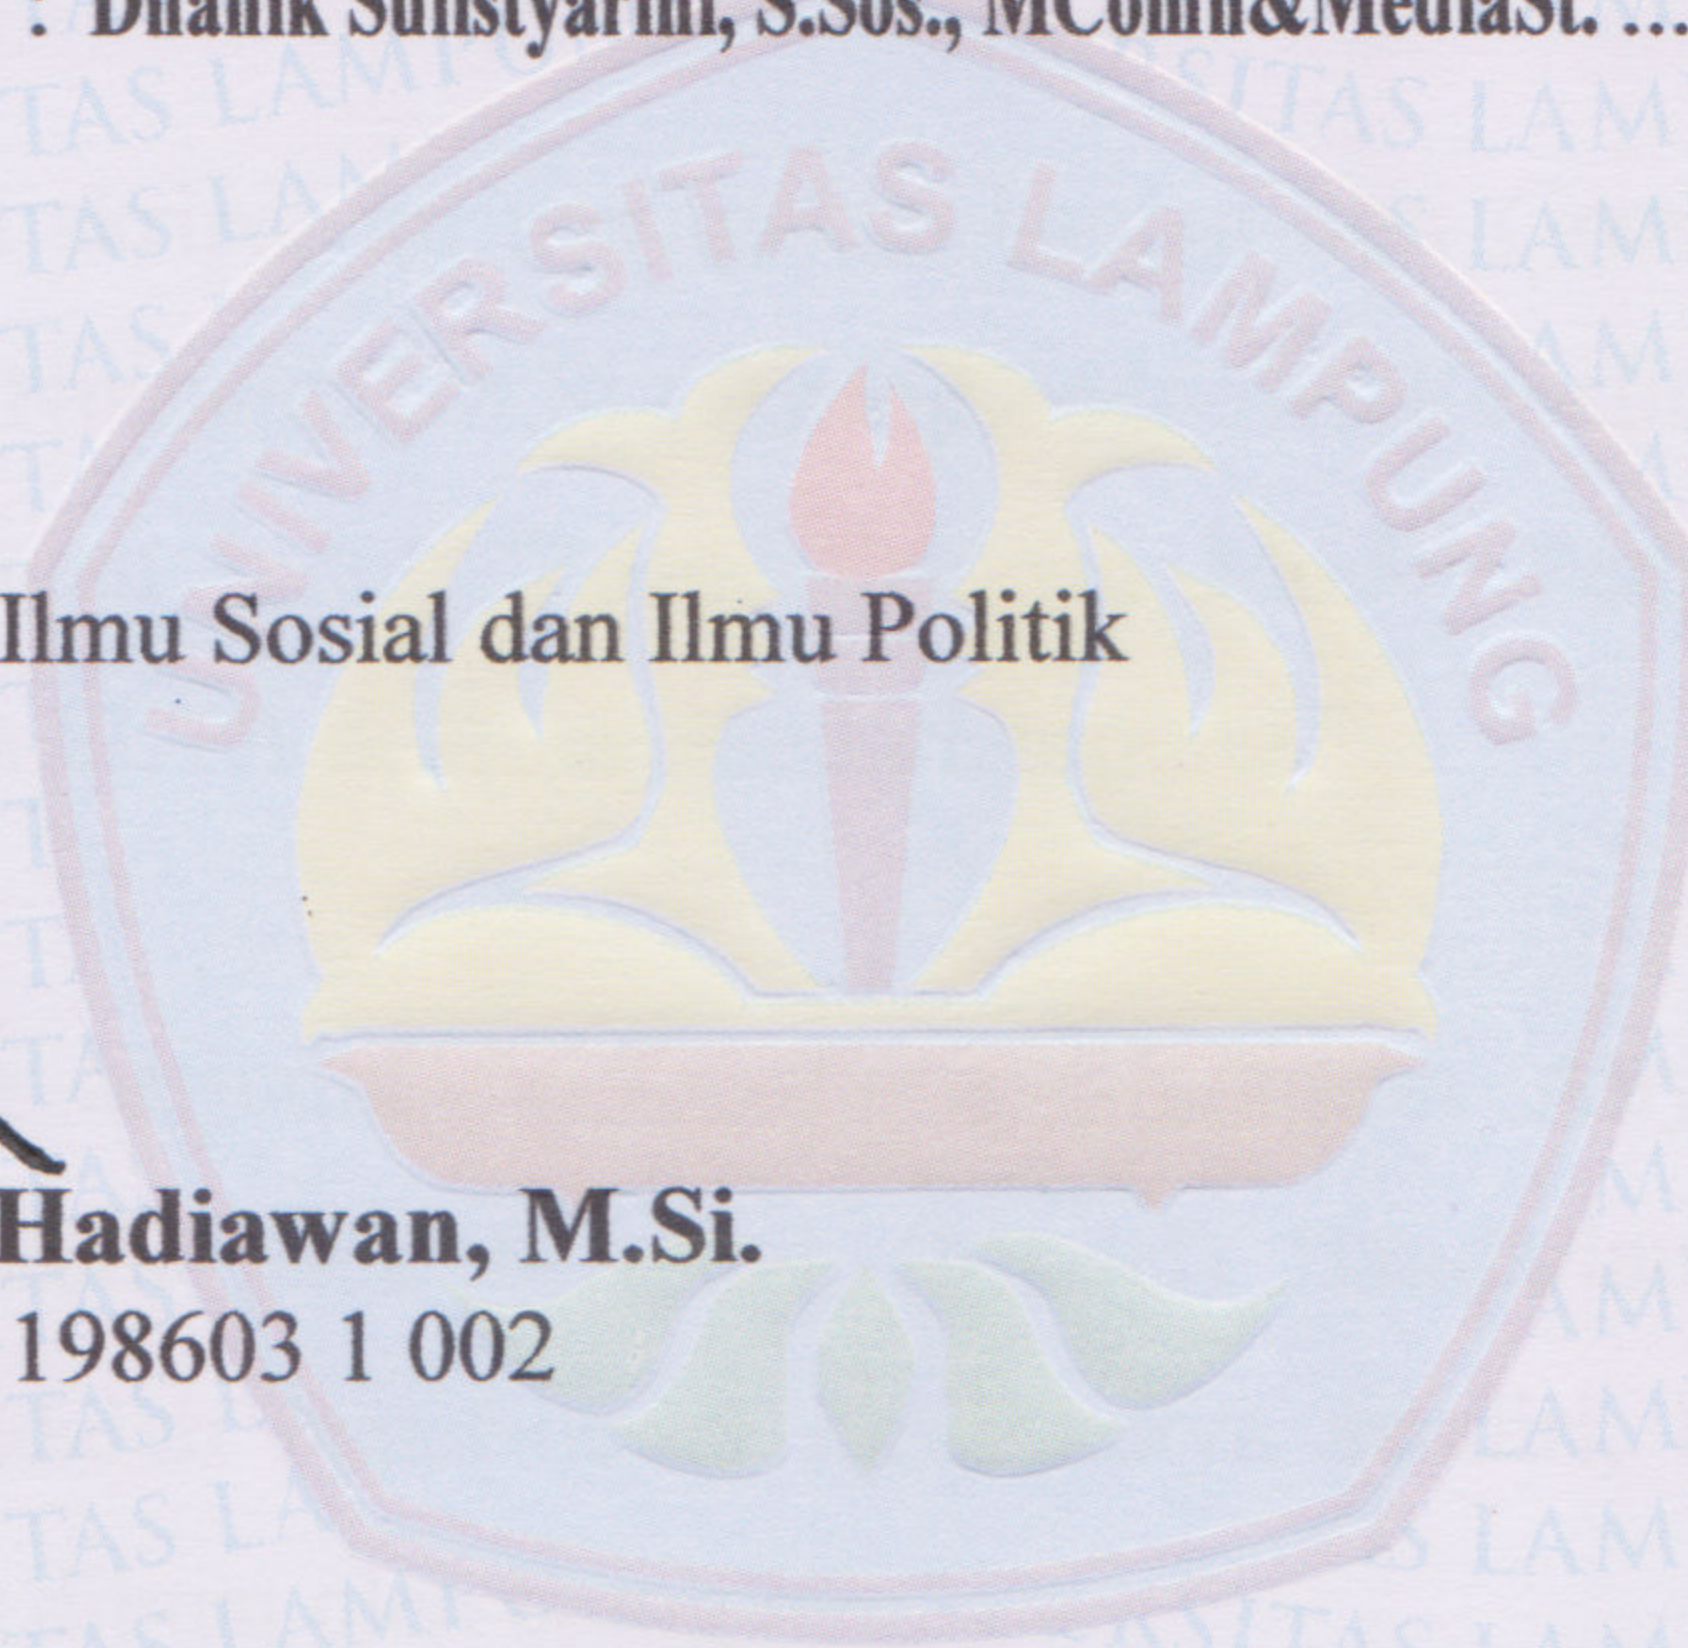 : Dhanik Sulistyarini, S.Sos., MComm&MediaSt. ...
UNIVERSITAS LAMPUNG
Ilmu Sosial dan Ilmu Politik
Hadiawan, M.Si.
198603 1 002